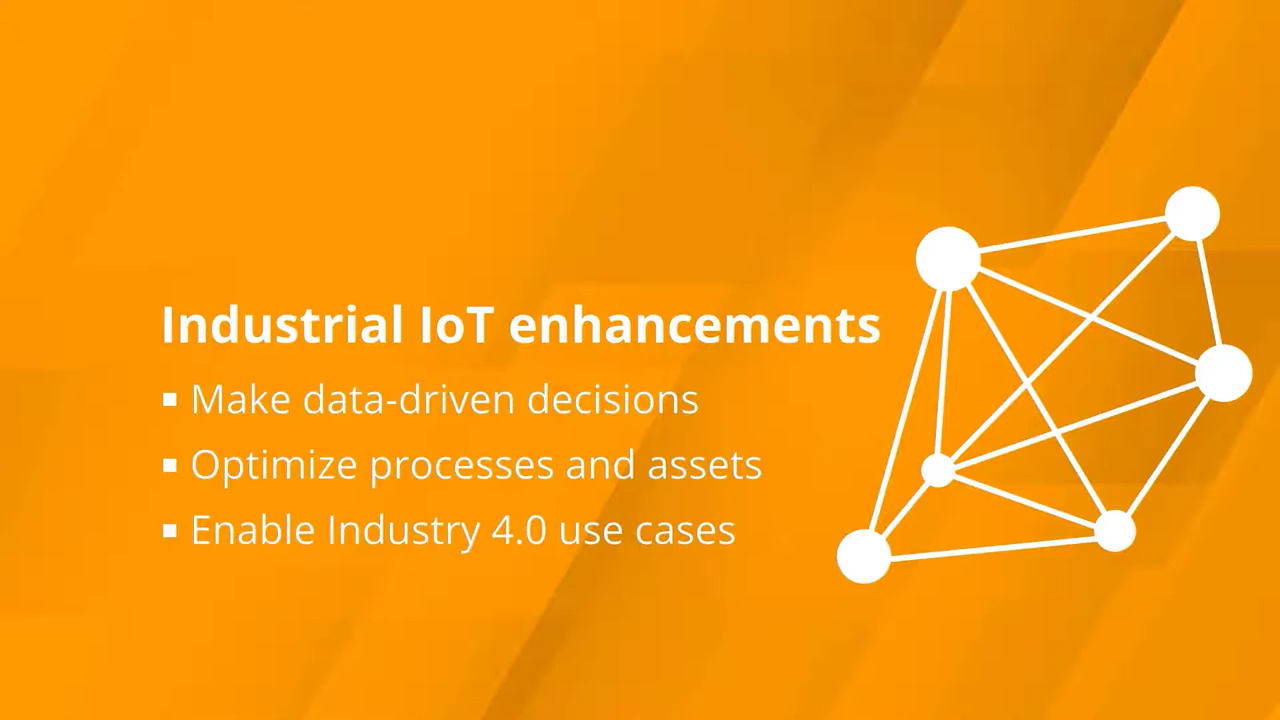 Industrial IoT enhancements
▪ Make data-driven decisions
▪ Optimize processes and assets
▪ Enable Industry 4.0 use cases